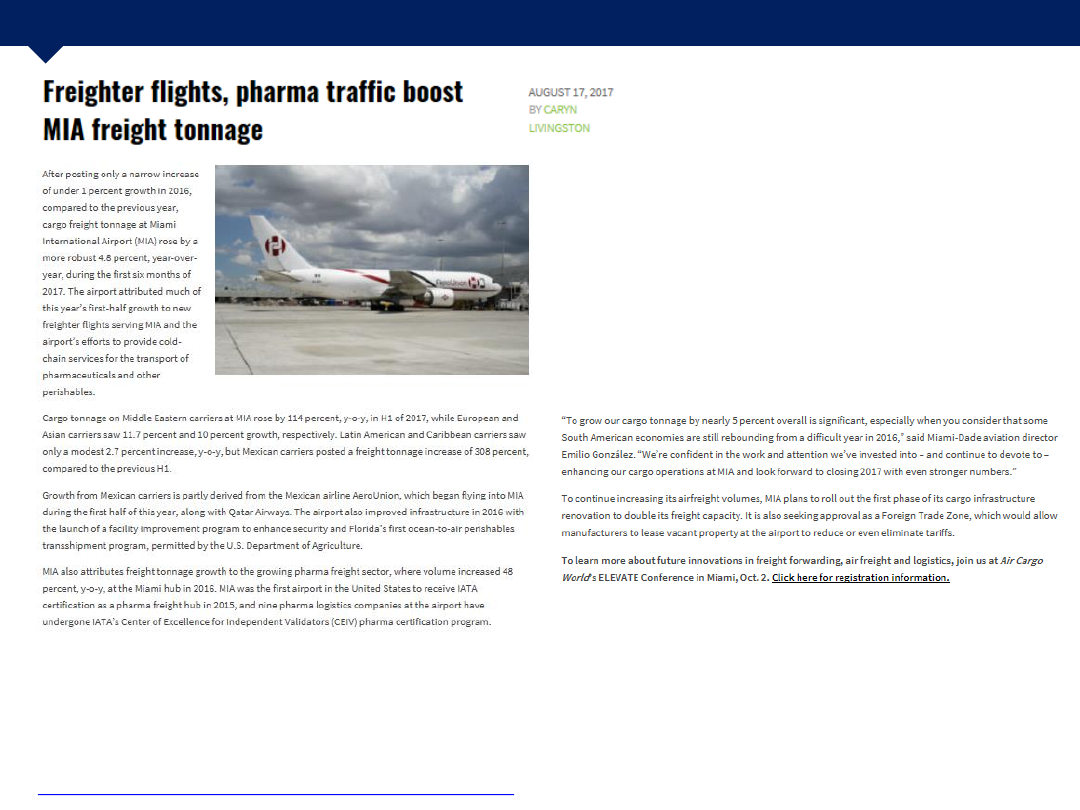 Freighter flights, pharma traffic boost
MIA freight tonnage
AUGUST 17, 2017
BY CARYN
LIVINGSTON
After posting only a narrow increase
of under 1 percent growth in 2016,
compared to the previous year,
cargo freight tonnage at Miami
International Airport (MIA) rose by a
more robust 4.8 percent, year-over-
year, during the first six months of
2017. The airport attributed much of
this year's first-half growth to new
freighter flights serving MIA and the
airport's efforts to provide cold-
chain services for the transport of
pharmaceuticals and other
perishables.
AeroUnion
Cargo tonnage on Middle Eastern carriers at MIA rose by 114 percent, y-o-y, in H1 of 2017, while European and
Asian carriers saw 11.7 percent and 10 percent growth, respectively. Latin American and Caribbean carriers saw
only a modest 2.7 percent increase, y-o-y, but Mexican carriers posted a freight tonnage increase of 308 percent,
compared to the previous H1.
Growth from Mexican carriers is partly derived from the Mexican airline AeroUnion, which began flying into MIA
during the first half of this year, along with Qatar Airways. The airport also improved infrastructure in 2016 with
the launch of a facility improvement program to enhance security and Florida's first ocean-to-air perishables
transshipment program, permitted by the U.S. Department of Agriculture.
MIA also attributes freight tonnage growth to the growing pharma freight sector, where volume increased 48
percent, y-o-y, at the Miami hub in 2016. MIA was the first airport in the United States to receive IATA
certification as a pharma freight hub in 2015, and nine pharma logistics companies at the airport have
undergone IATA's Center of Excellence for Independent Validators (CEIV) pharma certification program.
"To grow our cargo tonnage by nearly 5 percent overall is significant, especially when you consider that some
South American economies are still rebounding from a difficult year in 2016," said Miami-Dade aviation director
Emilio González. "We're confident in the work and attention we've invested into – and continue to devote to –
enhancing our cargo operations at MIA and look forward to closing 2017 with even stronger numbers."
To continue increasing its airfreight volumes, MIA plans to roll out the first phase of its cargo infrastructure
renovation to double its freight capacity. It is also seeking approval as a Foreign Trade Zone, which would allow
manufacturers to lease vacant property at the airport to reduce or even eliminate tariffs.
To learn more about future innovations in freight forwarding, air freight and logistics, join us at Air Cargo
World's ELEVATE Conference in Miami, Oct. 2. Click here for registration information.